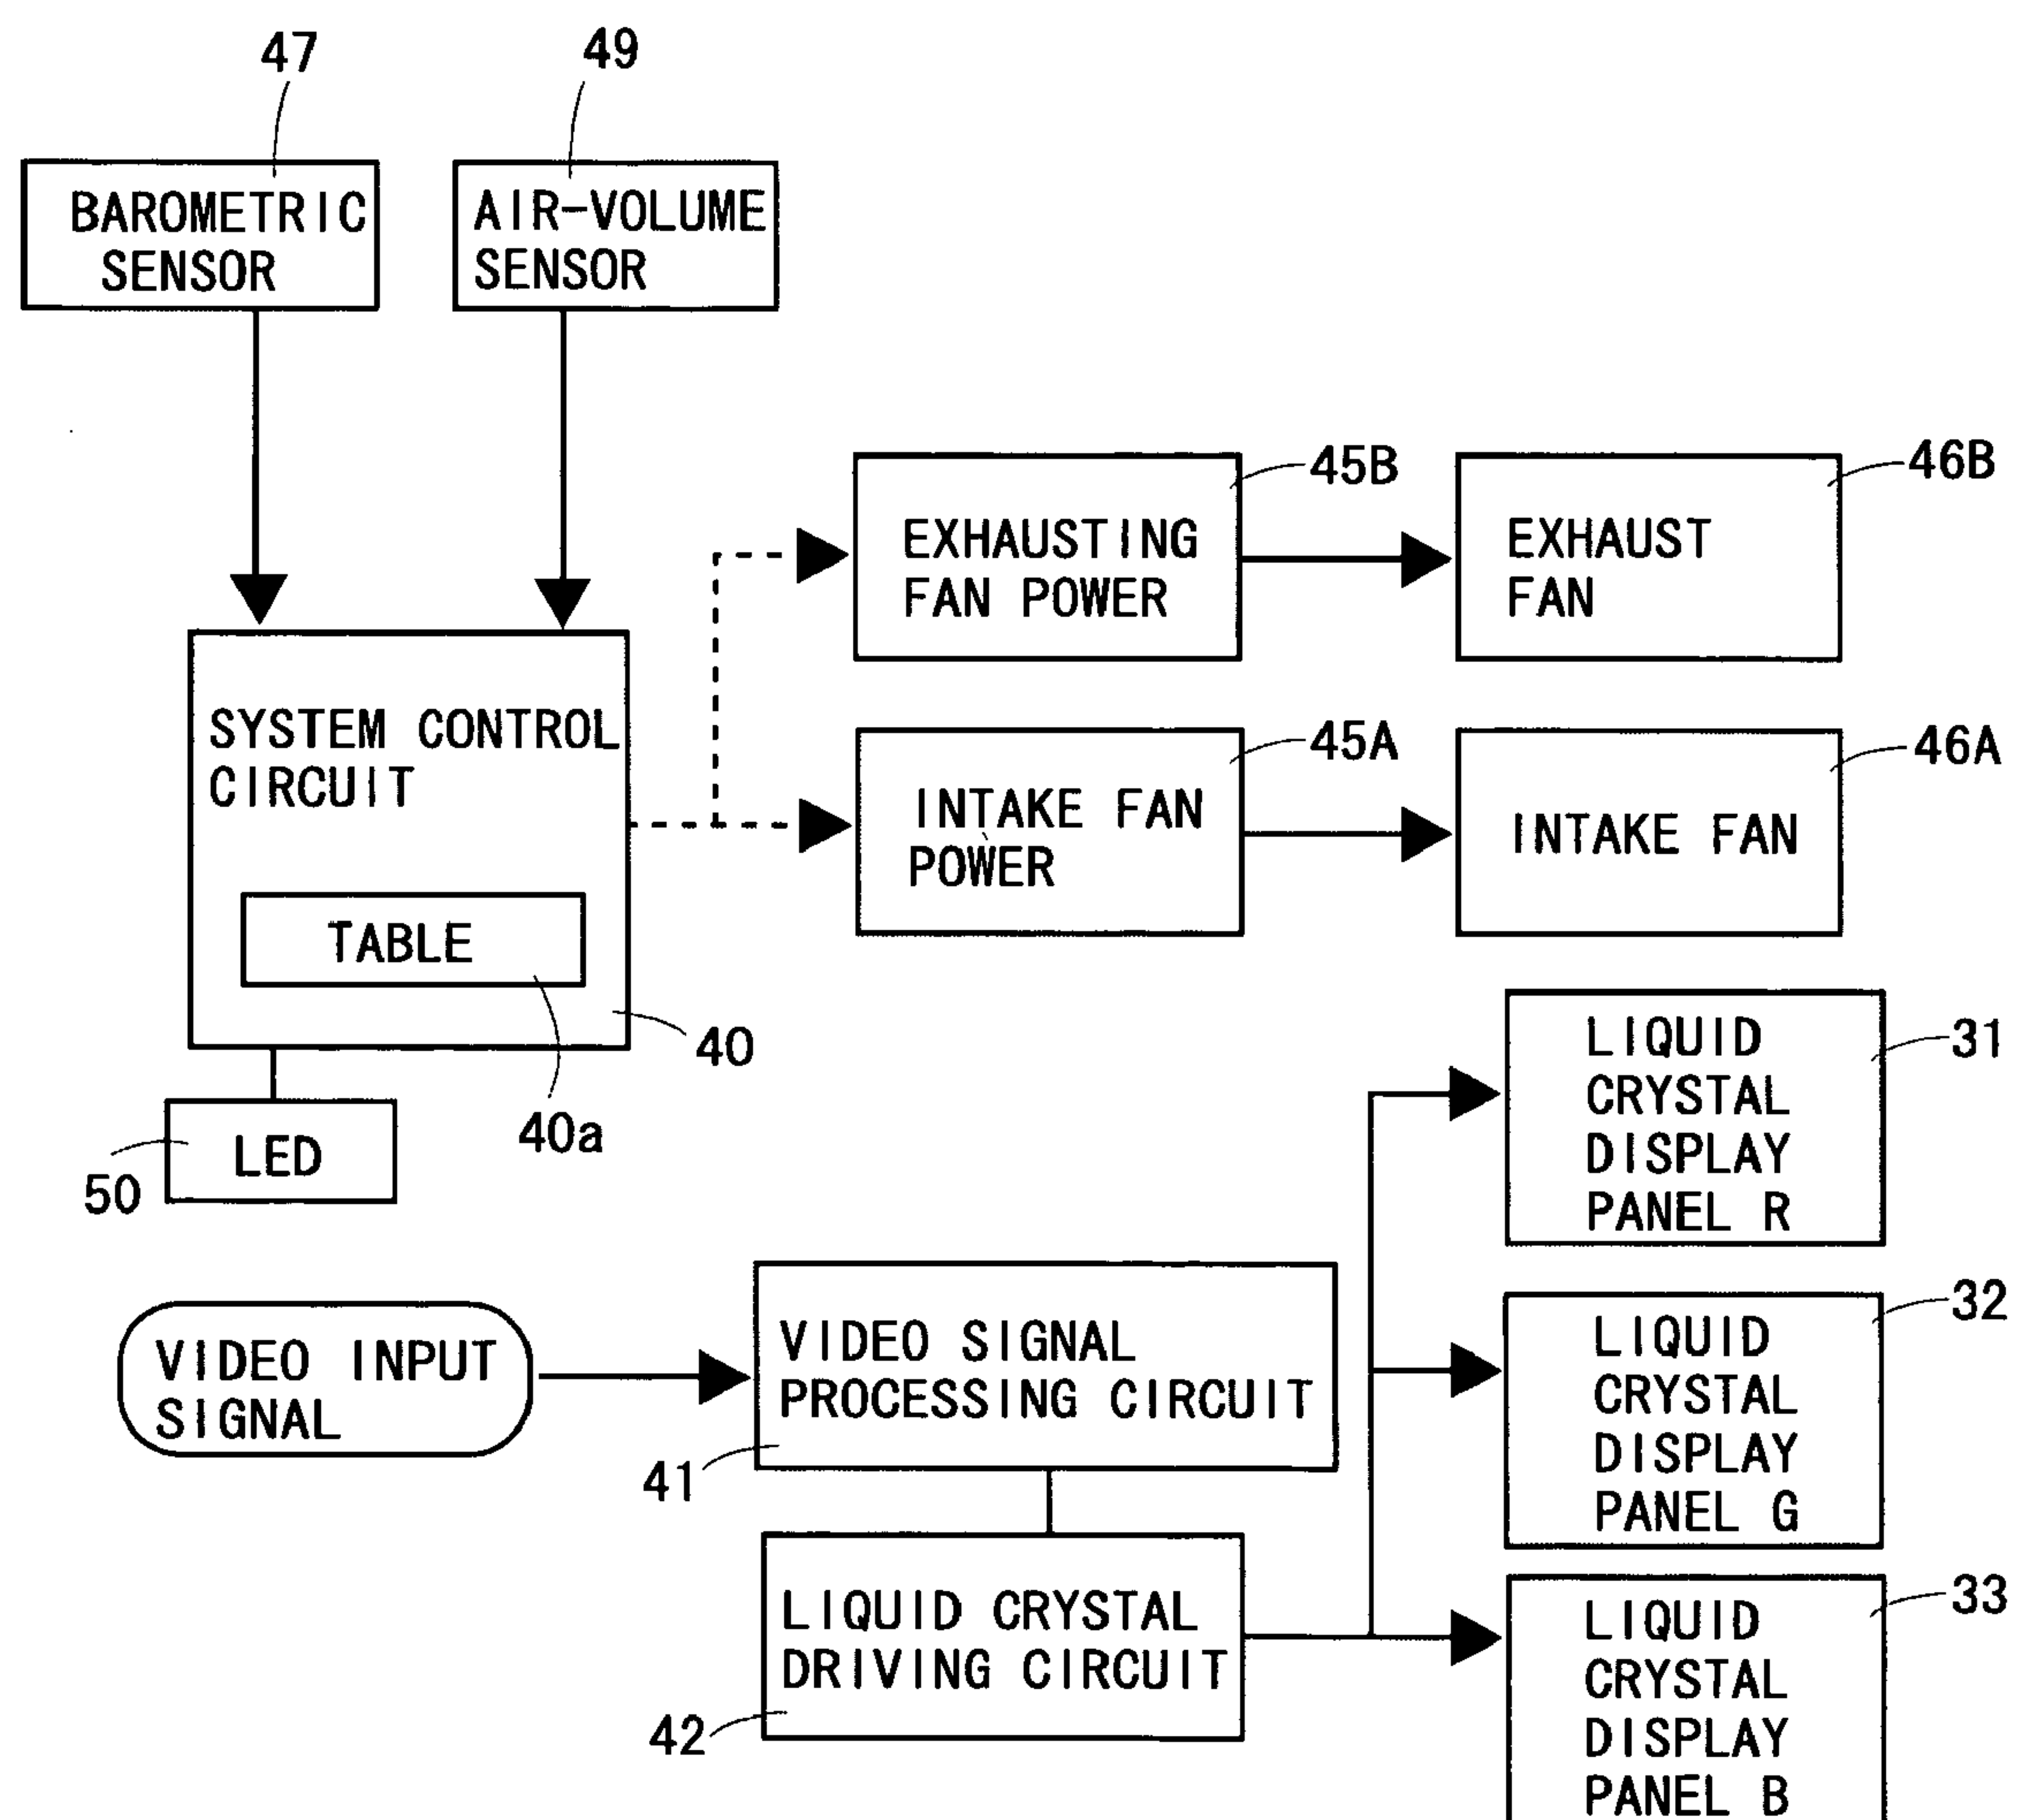 47
49
BAROMETRIC
SENSOR
AIR-VOLUME
SENSOR
45B
46B
EXHAUSTING
FAN POWER
EXHAUST
FAN
SYSTEM CONTROL
CIRCUIT
45A
46A
INTAKE FAN
POWER
INTAKE FAN
TABLE
40
40a
LED
50
31
LIQUID
CRYSTAL
DISPLAY
PANEL R
VIDEO INPUT
SIGNAL
VIDEO SIGNAL
PROCESSING CIRCUIT
41
32
LIQUID
CRYSTAL
DISPLAY
PANEL G
LIQUID CRYSTAL
DRIVING CIRCUIT
42
33
LIQUID
CRYSTAL
DISPLAY
PANEL B